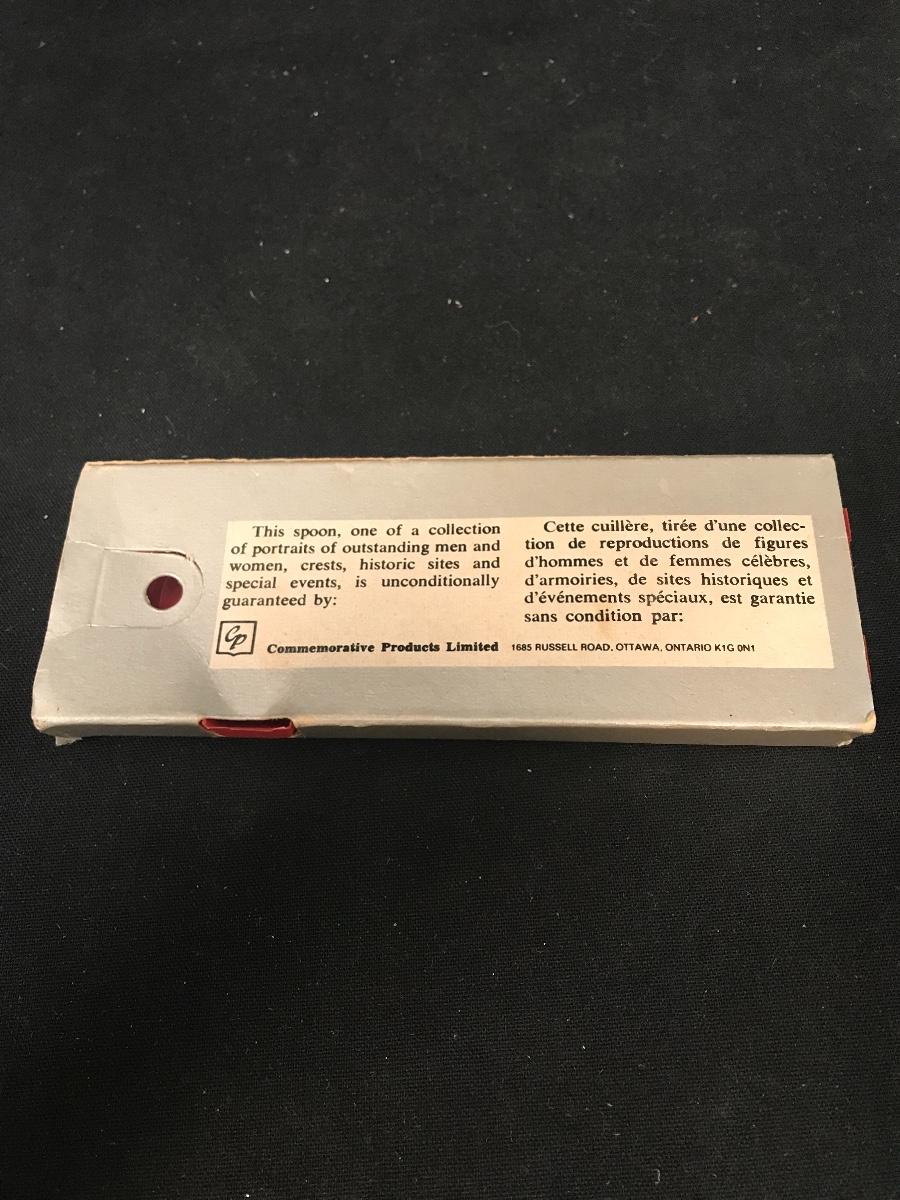 This spoon, one of a collection
of portraits of outstanding men and
women, crests, historic sites and
special events, is unconditionally
guaranteed by:
CP
Commemorative Products Limited
Cette cuillère, tirée d'une collec-
tion de reproductions de figures
d'hommes et de femmes célèbres,
d'armoiries, de sites historiques et
d'événements spéciaux, est garantie
sans condition par:
1685 RUSSELL ROAD, OTTAWA, ONTARIO K1G 0N1